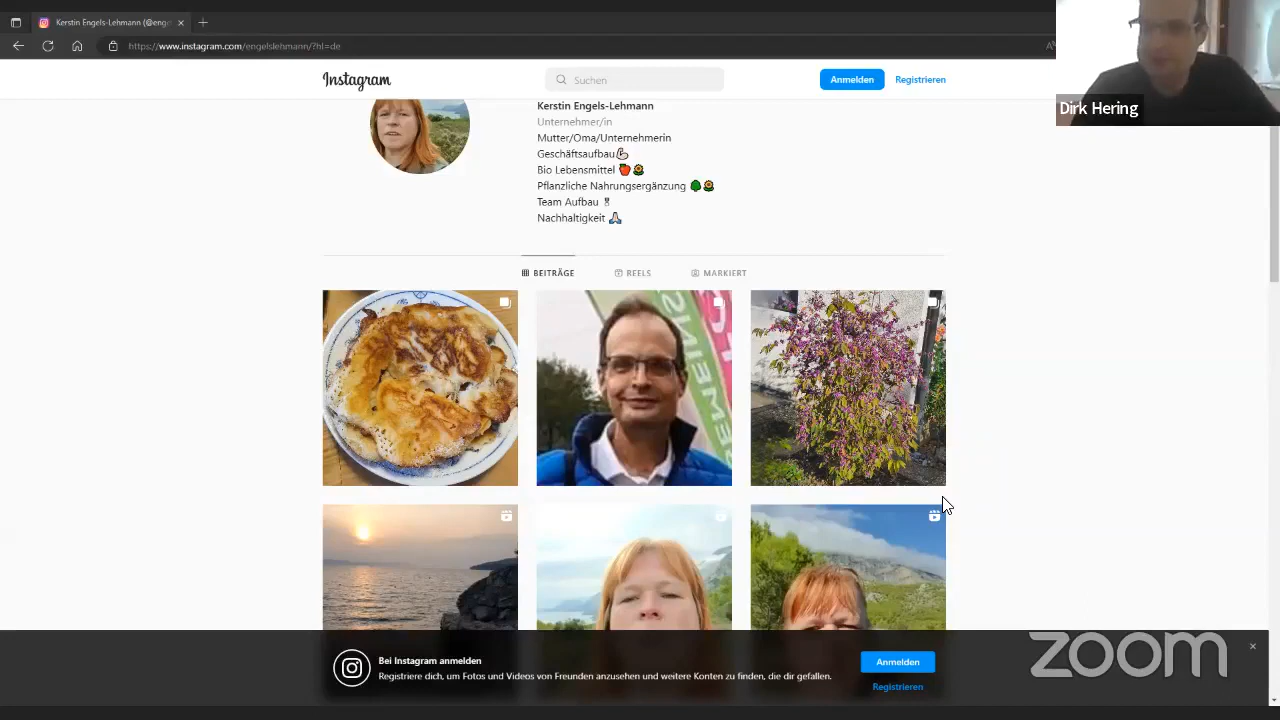 Kerstin Engels-Lehmann (@enge
https://www.instagram.com/engelslehmann/?hl=de
Dirk Hering
Instagram
Suchen
Anmelden
Registrieren
Kerstin Engels-Lehmann
Unternehmer/in
Mutter/Oma/Unternehmerin
Geschäftsaufbau💪🏻
Bio Lebensmittel 🍎🌻
Pflanzliche Nahrungsergänzung 🌳🌻
Team Aufbau 🎖
Nachhaltigkeit 🙏🏻
BEITRÄGE
REELS
MARKIERT
EMEINS
Bei Instagram anmelden
Registriere dich, um Fotos und Videos von Freunden anzusehen und weitere Konten zu finden, die dir gefallen.
Anmelden
Registrieren
zoom